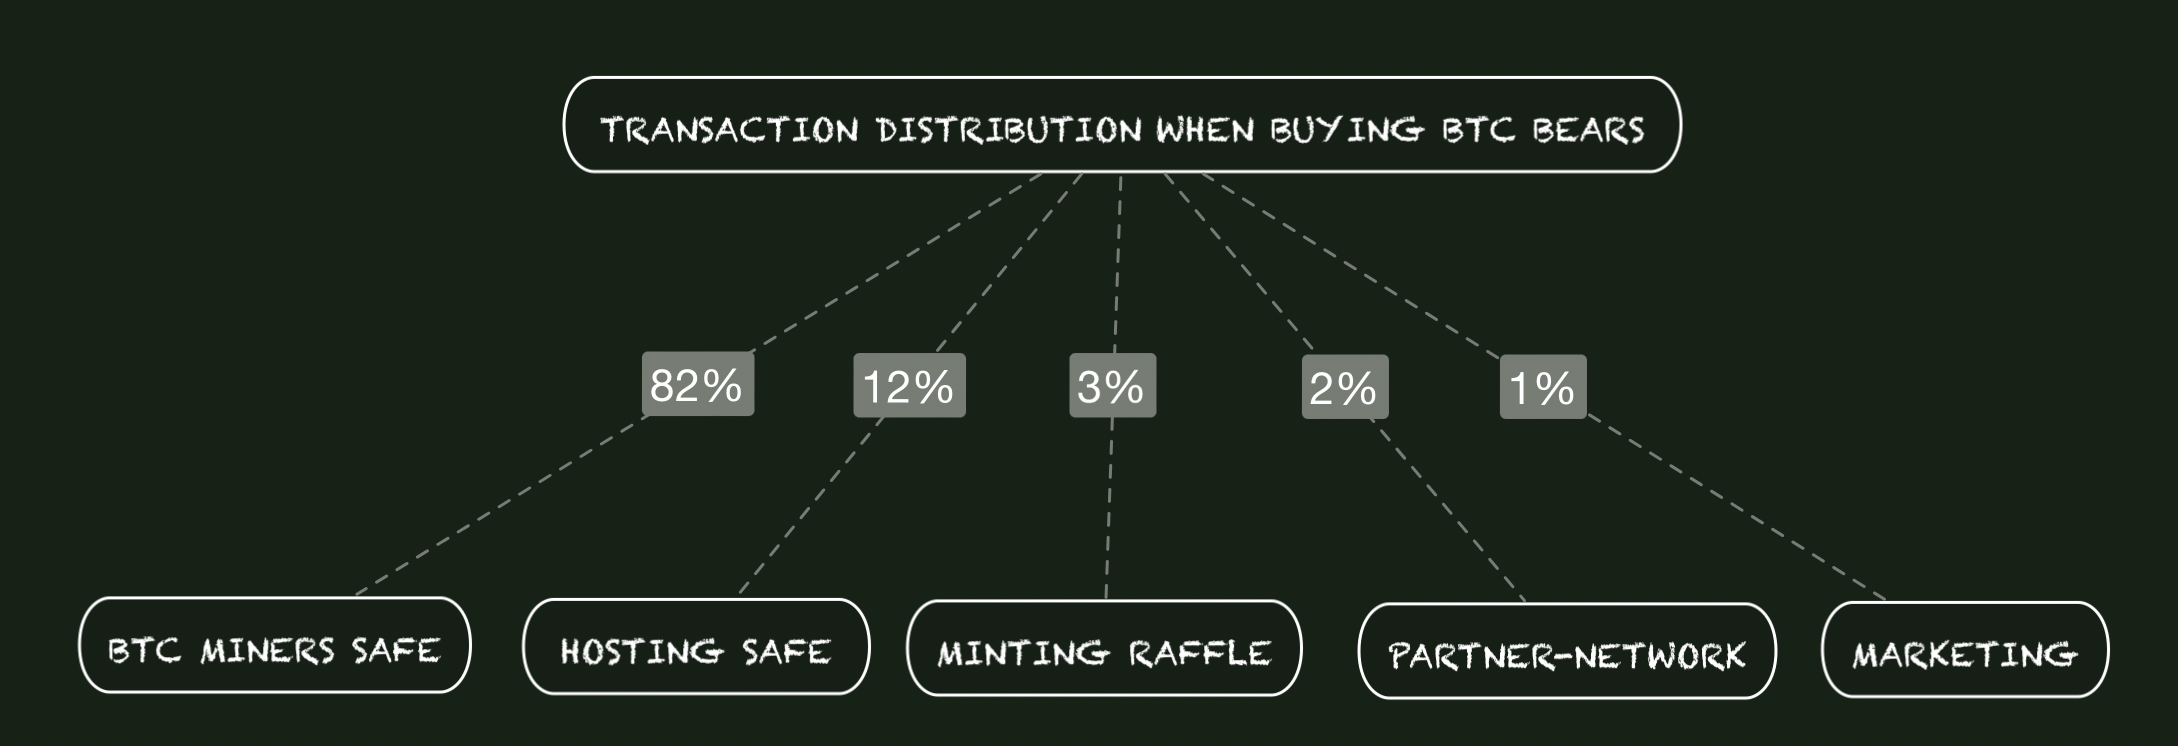 TRANSACTION DISTRIBUTION WHEN BUYING BTC BEARS
82%
12%
3%
2%
1%
BTC MINERS SAFE
HOSTING SAFE
MINTING RAFFLE
PARTNER-NETWORK
MARKETING